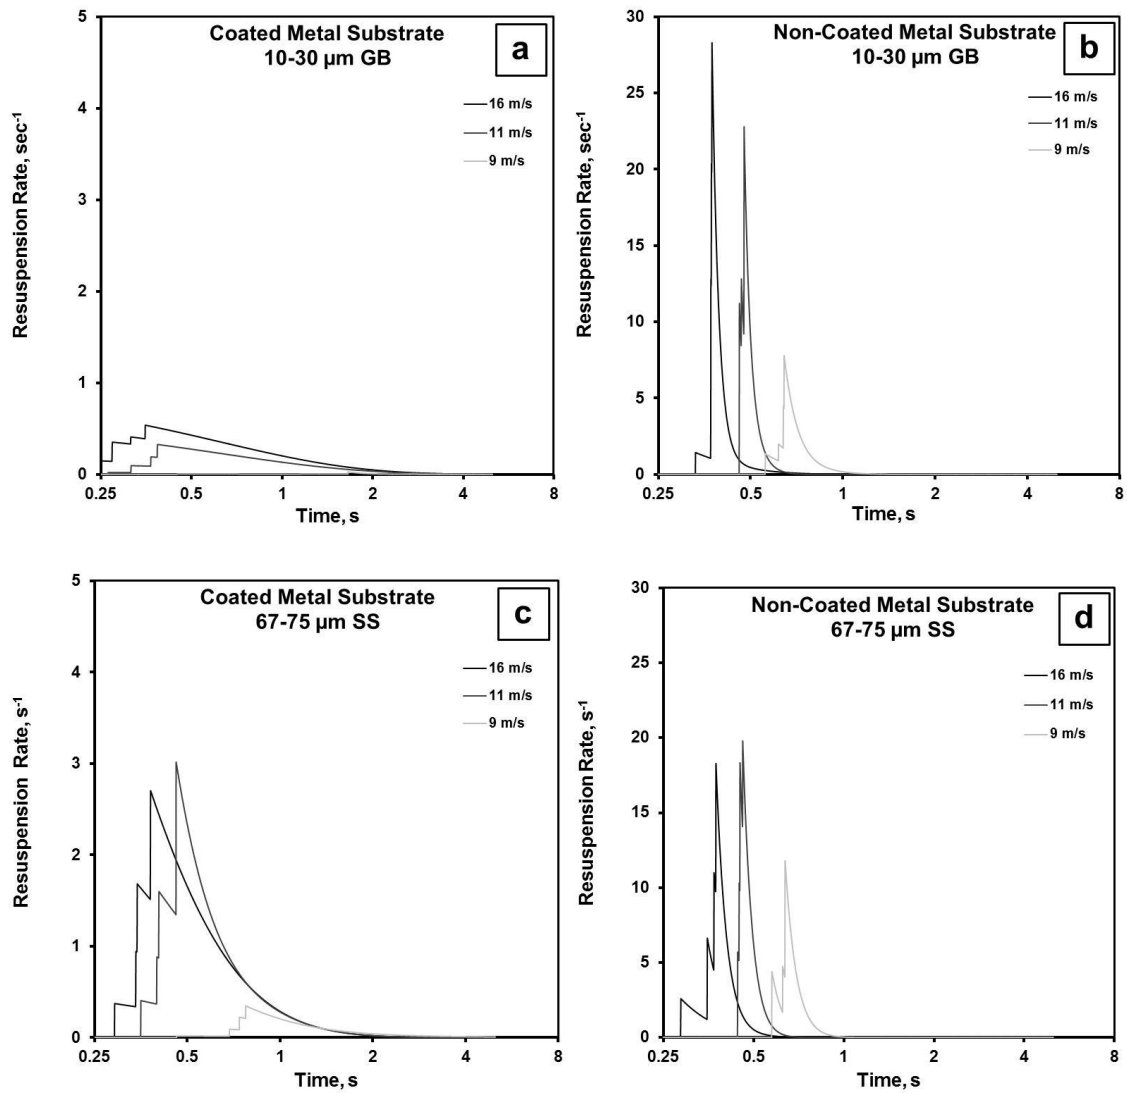 Coated Metal Substrate
10-30 µm GB
a
5
4
3
2
1
0
Resuspension Rate, sec⁻¹
16 m/s
11 m/s
9 m/s
0.25 0.5 1 2 4 8
Time, s
Non-Coated Metal Substrate
10-30 µm GB
b
30
25
20
15
10
5
0
Resuspension Rate, sec⁻¹
16 m/s
11 m/s
9 m/s
0.25 0.5 1 2 4 8
Time, s
Coated Metal Substrate
67-75 µm SS
c
5
4
3
2
1
0
Resuspension Rate, s⁻¹
16 m/s
11 m/s
9 m/s
0.25 0.5 1 2 4 8
Time, s
Non-Coated Metal Substrate
67-75 µm SS
d
30
25
20
15
10
5
0
Resuspension Rate, s⁻¹
16 m/s
11 m/s
9 m/s
0.25 0.5 1 2 4 8
Time, s